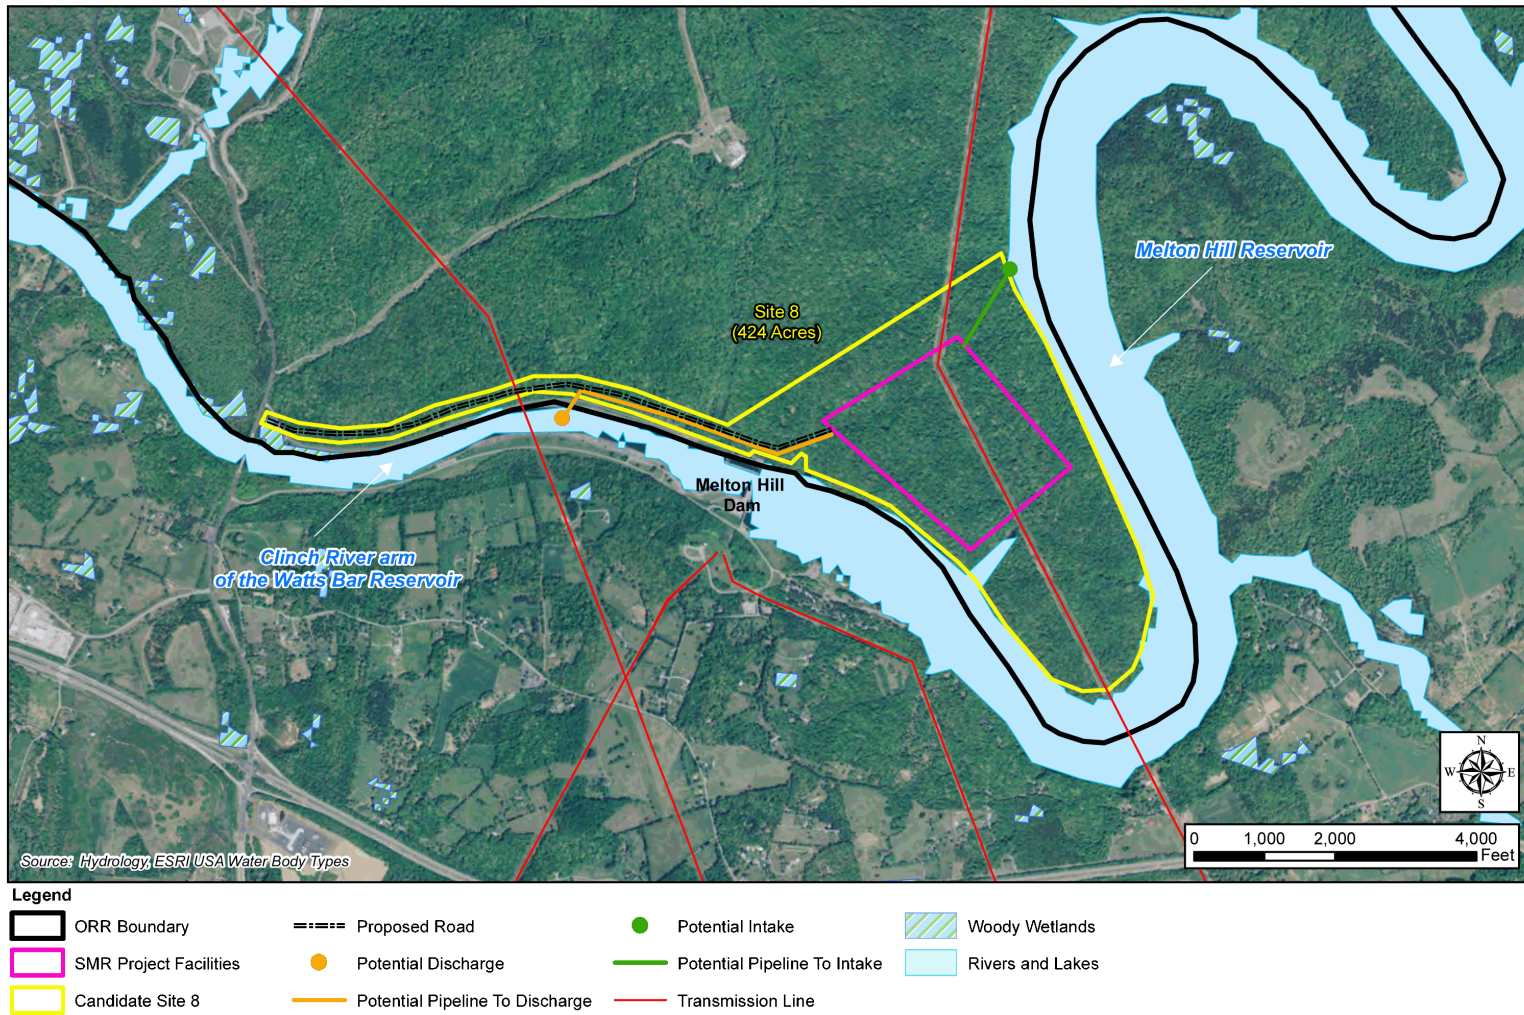 Melton Hill Reservoir
Site 8
(424 Acres)
Melton Hill
Dam
Clinch River arm
of the Watts Bar Reservoir
N
W E
S
0 1,000 2,000 4,000
Feet
Source: Hydrology, ESRI USA Water Body Types
Legend
ORR Boundary
SMR Project Facilities
Candidate Site 8
Proposed Road
Potential Discharge
Potential Pipeline To Discharge
Potential Intake
Potential Pipeline To Intake
Transmission Line
Woody Wetlands
Rivers and Lakes